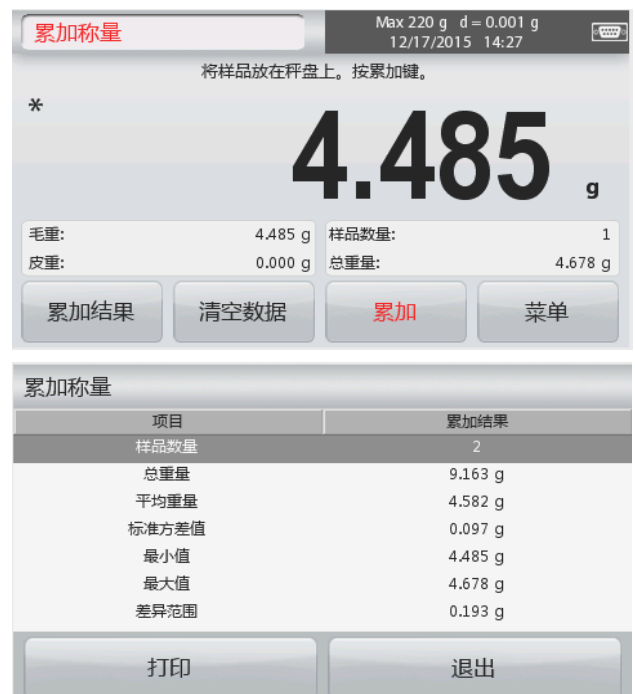 累加称量
Max 220 g d = 0.001 g
12/17/2015 14:27
将样品放在秤盘上。按累加键。
*
4.485 g
毛重: 4.485 g 样品数量: 1
皮重: 0.000 g 总重量: 4.678 g
累加结果 清空数据 累加 菜单
累加称量
项目 累加结果
样品数量 2
总重量 9.163 g
平均重量 4.582 g
标准方差值 0.097 g
最小值 4.485 g
最大值 4.678 g
差异范围 0.193 g
打印 退出